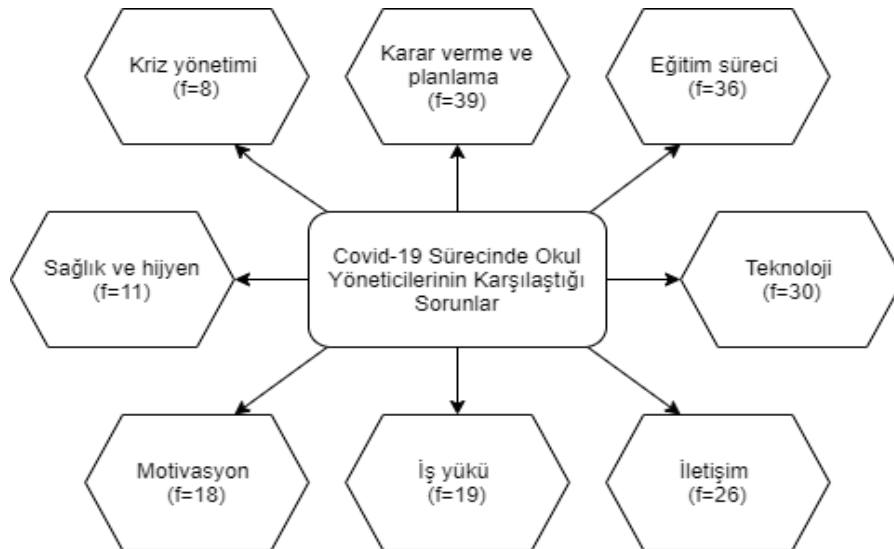 Kriz yönetimi
(f=8)
Karar verme ve
planlama
(f=39)
Eğitim süreci
(f=36)
Sağlık ve hijyen
(f=11)
Covid-19 Sürecinde Okul
Yöneticilerinin Karşılaştığı
Sorunlar
Teknoloji
(f=30)
Motivasyon
(f=18)
İş yükü
(f=19)
İletişim
(f=26)